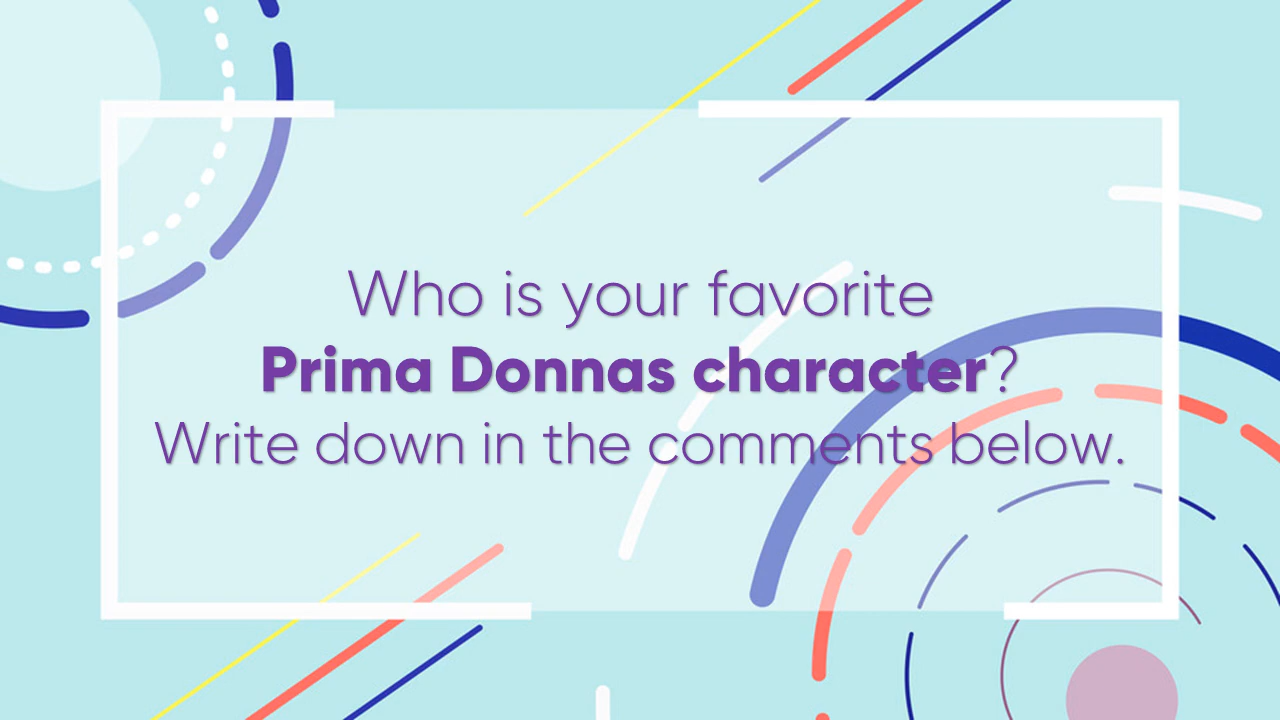 Who is your favorite
Prima Donnas character?
Write down in the comments below.